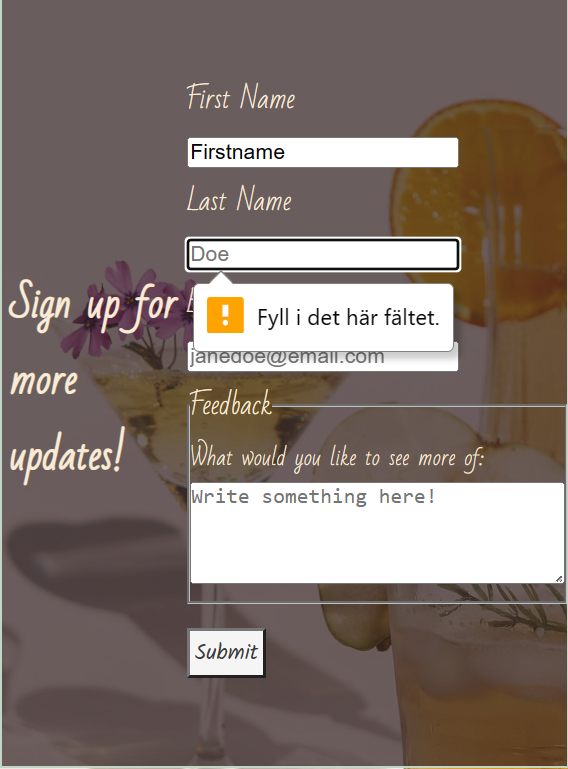 First Name
Firstname
Last Name
Doe
Fyll i det här fältet.
janedoe@email.com
Sign up for
more
updates!
Feedback
What would you like to see more of:
Write something here!
Submit